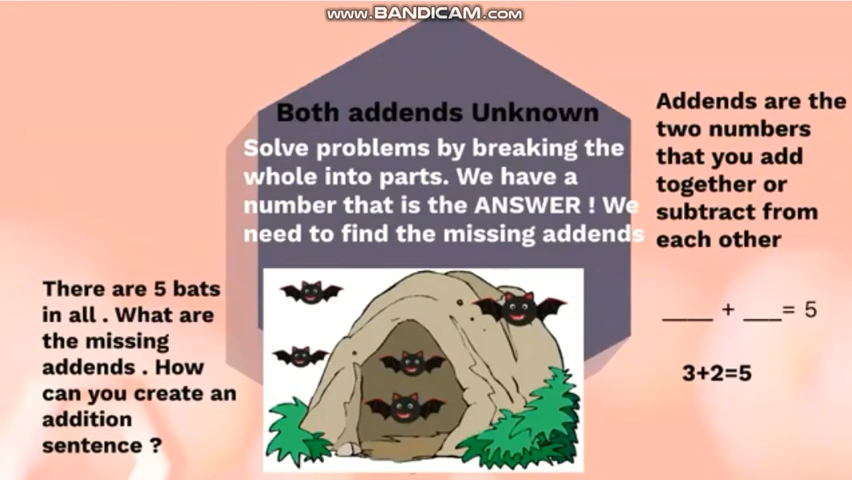 www.BANDICAM.com
Both addends Unknown
Solve problems by breaking the
whole into parts. We have a
number that is the ANSWER ! We
need to find the missing addends
Addends are the
two numbers
that you add
together or
subtract from
each other
There are 5 bats
in all . What are
the missing
addends . How
can you create an
addition
sentence ?
____ + ___= 5
3+2=5